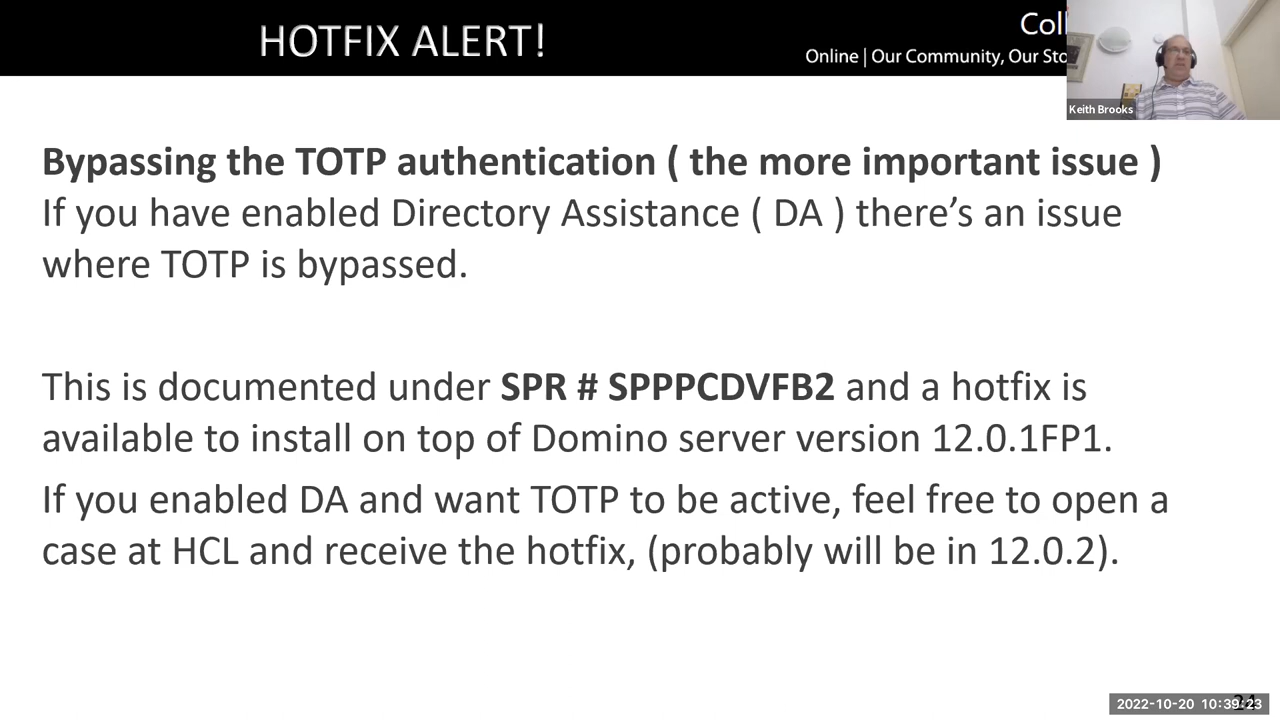 HOTFIX ALERT!
Coll
Online | Our Community, Our Sto
Keith Brooks
Bypassing the TOTP authentication ( the more important issue )
If you have enabled Directory Assistance ( DA ) there’s an issue
where TOTP is bypassed.
This is documented under SPR # SPPPCDVFB2 and a hotfix is
available to install on top of Domino server version 12.0.1FP1.
If you enabled DA and want TOTP to be active, feel free to open a
case at HCL and receive the hotfix, (probably will be in 12.0.2).
2022-10-20 10:39:23